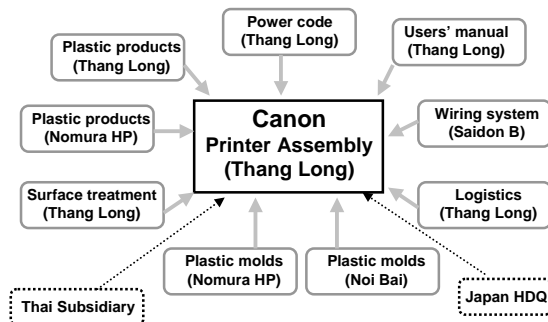 Power code
(Thang Long)
Plastic products
(Thang Long)
Users' manual
(Thang Long)
Plastic products
(Nomura HP)
Canon
Printer Assembly
(Thang Long)
Wiring system
(Saidon B)
Surface treatment
(Thang Long)
Logistics
(Thang Long)
Plastic molds
(Nomura HP)
Plastic molds
(Noi Bai)
Thai Subsidiary
Japan HDQ